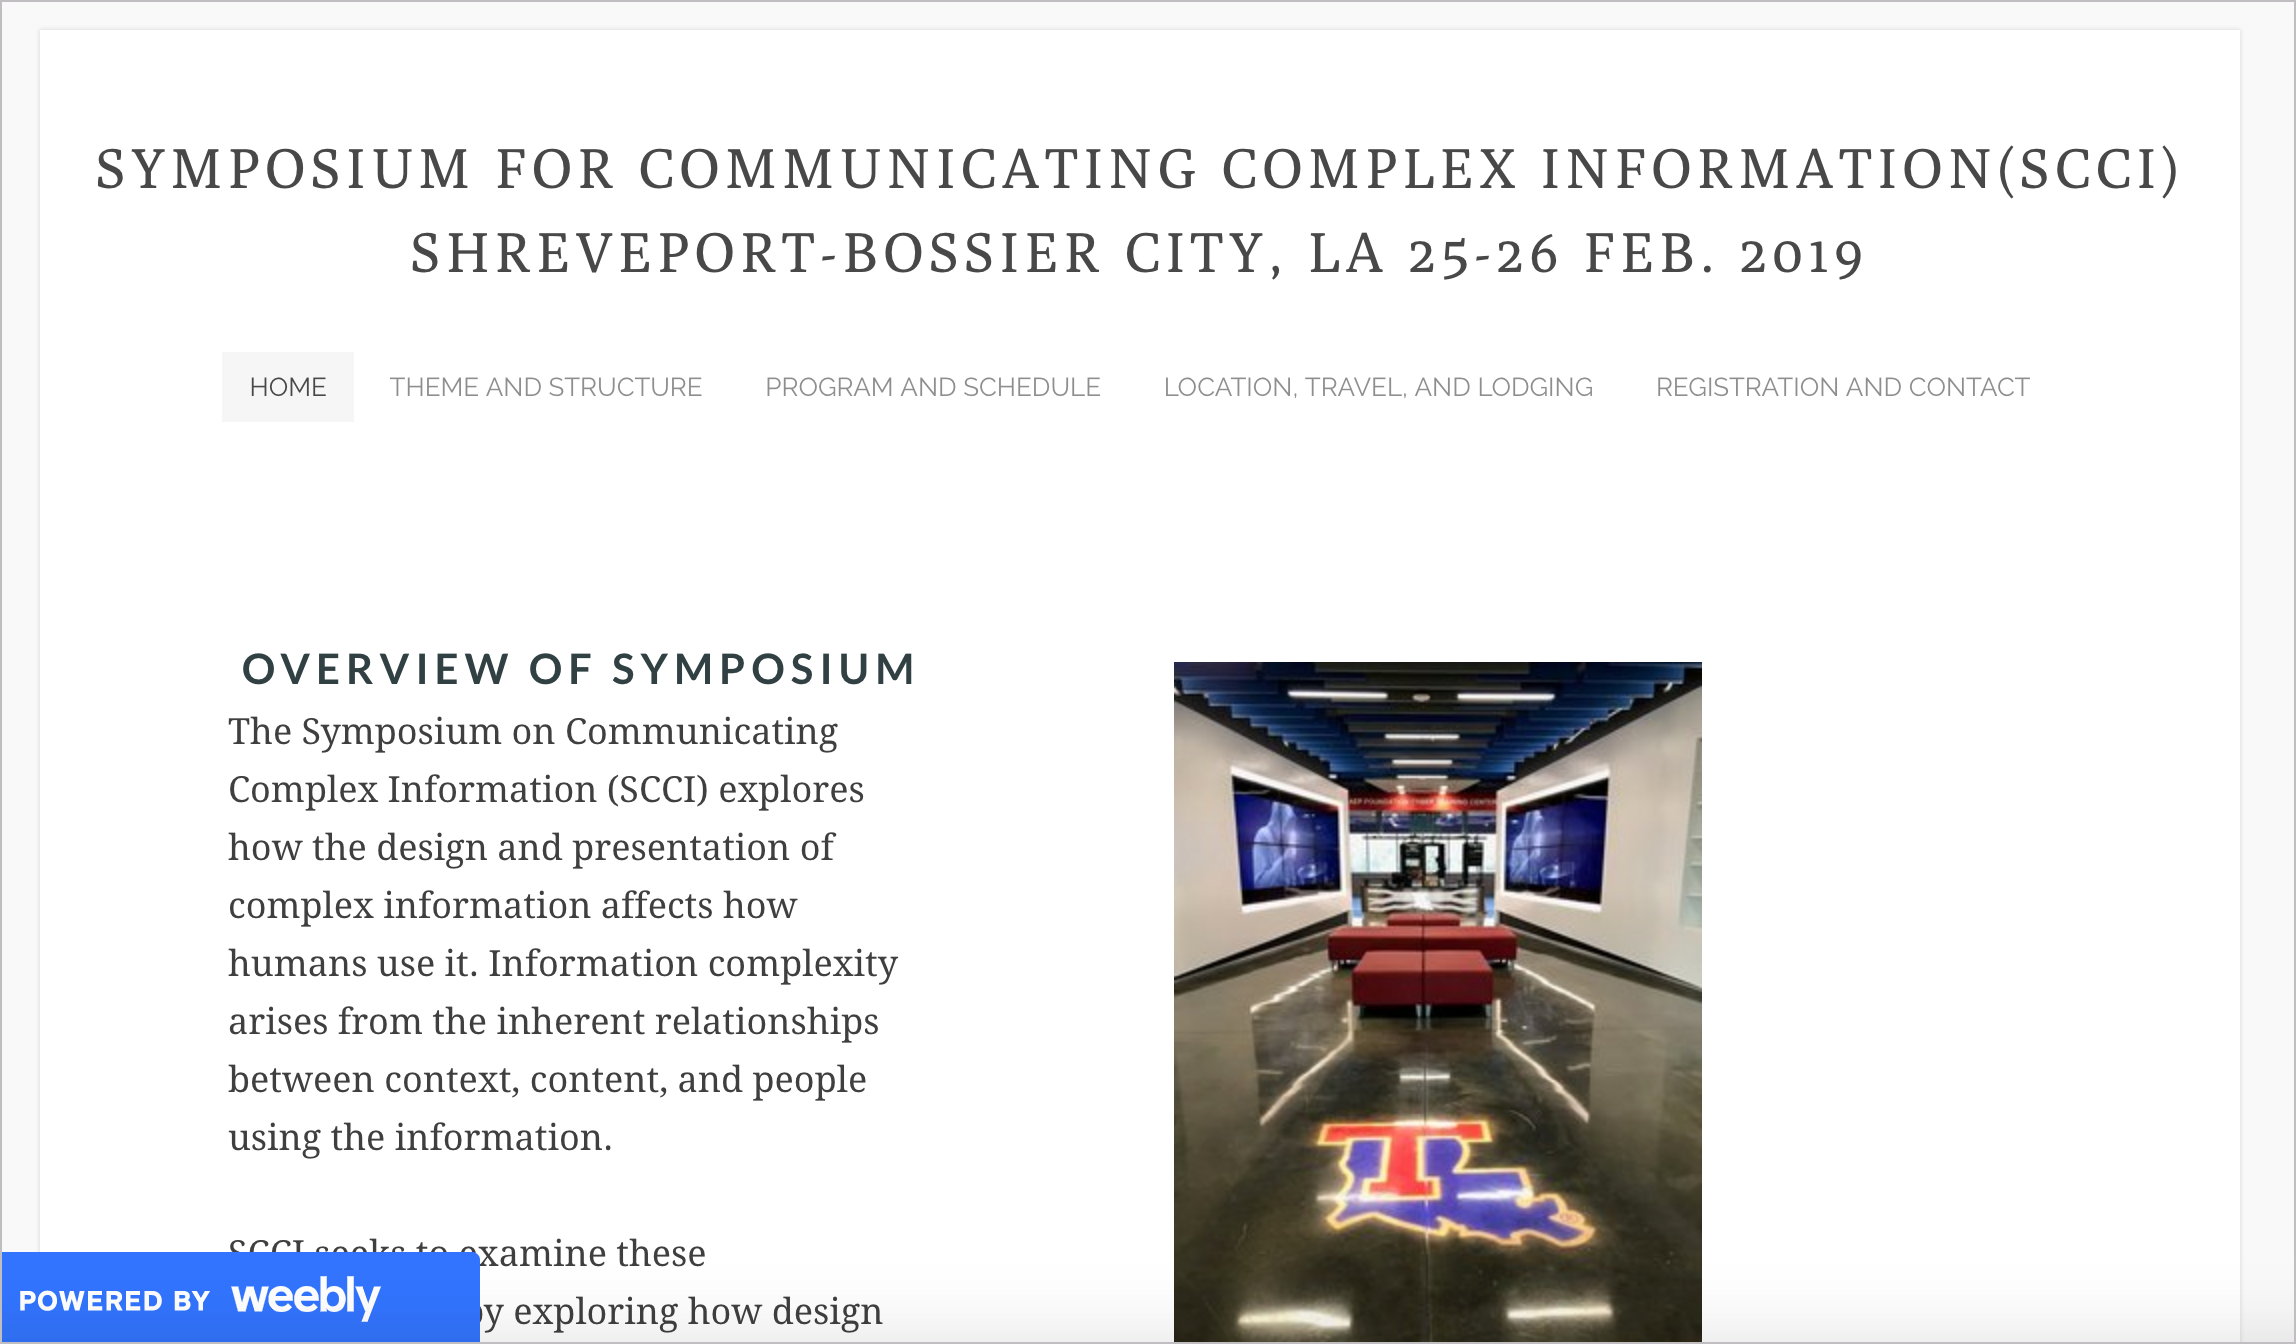 SYMPOSIUM FOR COMMUNICATING COMPLEX INFORMATION(SCCI)
SHREVEPORT-BOSSIER CITY, LA 25-26 FEB. 2019
HOME THEME AND STRUCTURE PROGRAM AND SCHEDULE LOCATION, TRAVEL, AND LODGING REGISTRATION AND CONTACT
OVERVIEW OF SYMPOSIUM
The Symposium on Communicating
Complex Information (SCCI) explores
how the design and presentation of
complex information affects how
humans use it. Information complexity
arises from the inherent relationships
between context, content, and people
using the information.
SCCI seeks to examine these
by exploring how design
POWERED BY weebly
T